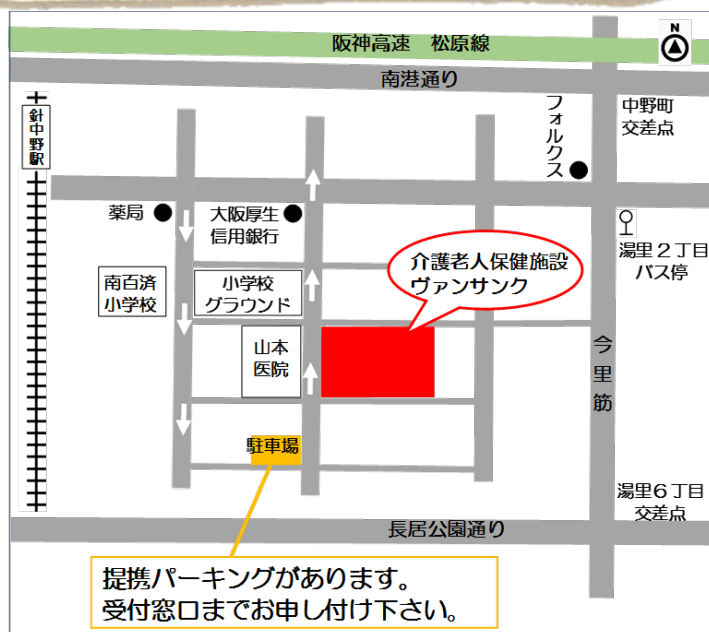 阪神高速　松原線
N
南港通り
針中野駅
フォルクス
中野町
交差点
薬局
大阪厚生
信用銀行
湯里２丁目
バス停
介護老人保健施設
ヴァンサンク
南百済
小学校
小学校
グラウンド
山本
医院
今里筋
駐車場
湯里６丁目
交差点
長居公園通り
提携パーキングがあります。
受付窓口までお申し付け下さい。